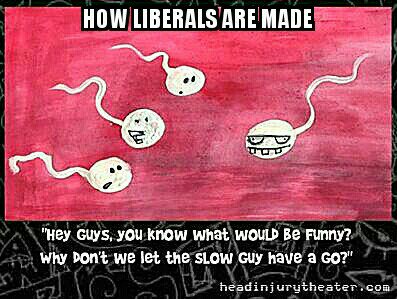 HOW LIBERALS ARE MADE
"Hey Guys, you know what would be funny?
Why don't we let the slow guy have a go?"
headinjurytheater.com